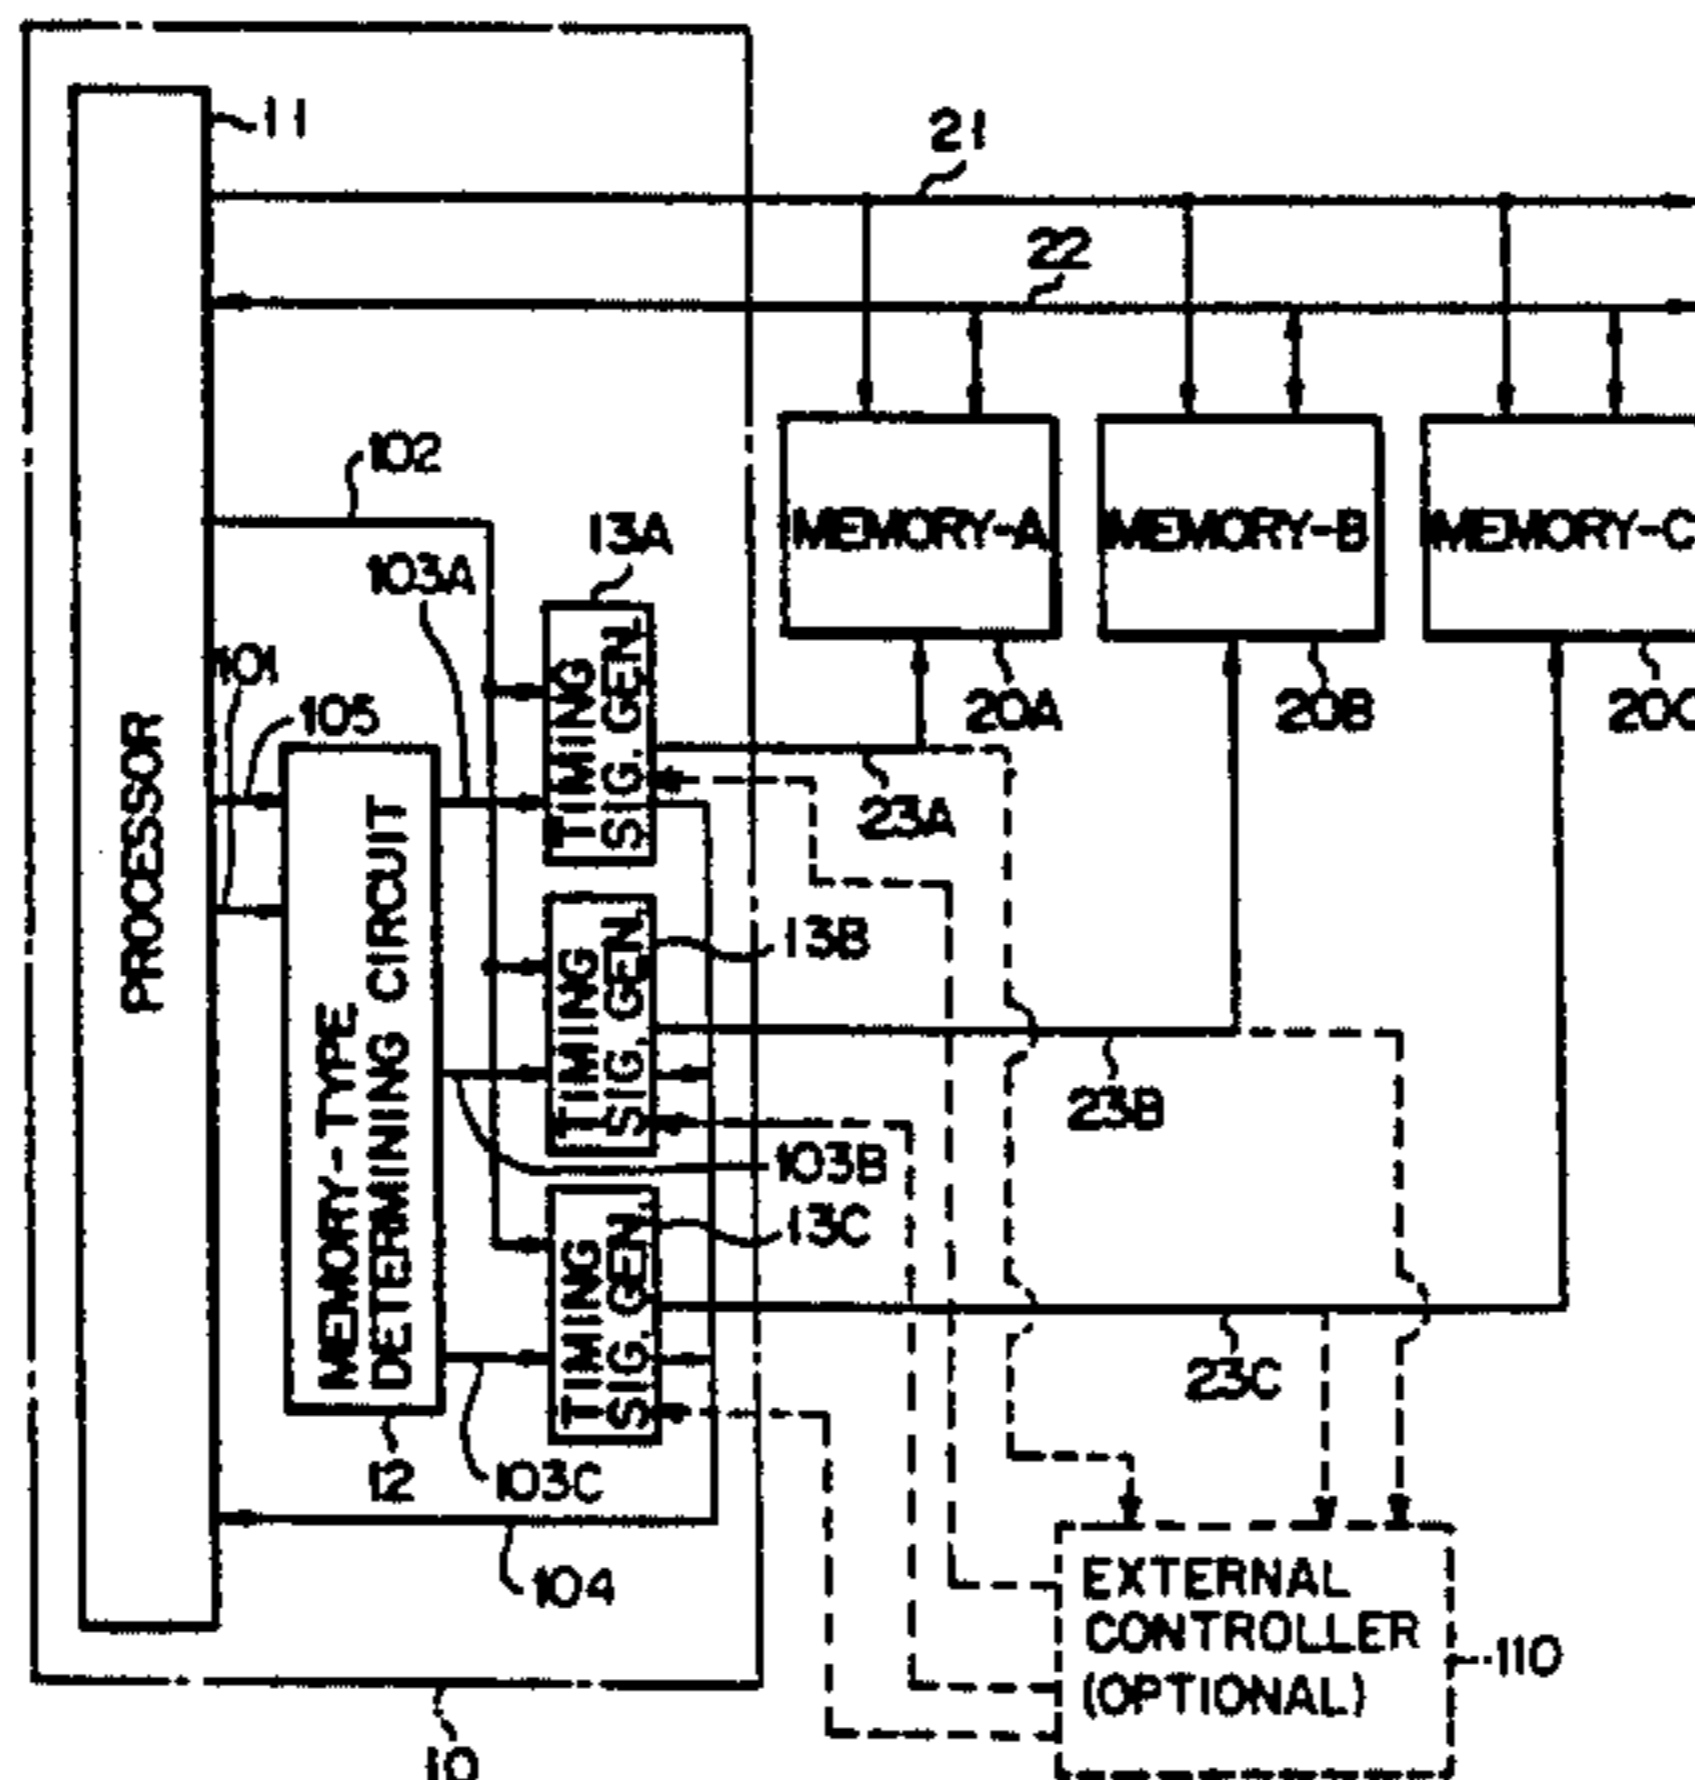 11
21
22
102
13A
103A
MEMORY-A
MEMORY-B
MEMORY-C
101
105
20A
20B
20C
PROCESSOR
TIMING
SIG. GEN.
23A
MEMORY-TYPE
DETERMINING CIRCUIT
13B
TIMING
SIG. GEN.
23B
103B
13C
TIMING
SIG. GEN.
23C
12
103C
104
EXTERNAL
CONTROLLER
(OPTIONAL)
110
10